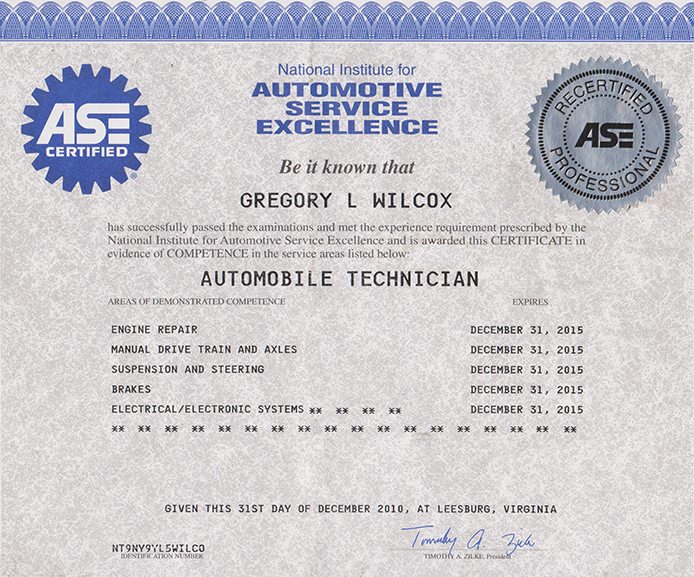 National Institute for
AUTOMOTIVE
SERVICE
EXCELLENCE
ASE
CERTIFIED
®
RECERTIFIED
ASE
PROFESSIONAL
Be it known that
GREGORY L WILCOX
has successfully passed the examinations and met the experience requirement prescribed by the
National Institute for Automotive Service Excellence and is awarded this CERTIFICATE in
evidence of COMPETENCE in the service areas listed below:
AUTOMOBILE TECHNICIAN
AREAS OF DEMONSTRATED COMPETENCE EXPIRES
ENGINE REPAIR DECEMBER 31, 2015
MANUAL DRIVE TRAIN AND AXLES DECEMBER 31, 2015
SUSPENSION AND STEERING DECEMBER 31, 2015
BRAKES DECEMBER 31, 2015
ELECTRICAL/ELECTRONIC SYSTEMS ** ** ** ** DECEMBER 31, 2015
** ** ** ** ** ** ** ** ** ** ** ** ** ** ** ** ** **
GIVEN THIS 31ST DAY OF DECEMBER 2010, AT LEESBURG, VIRGINIA
Timothy A. Zilke
NT9NY9YL5WILCO
IDENTIFICATION NUMBER TIMOTHY A. ZILKE, President